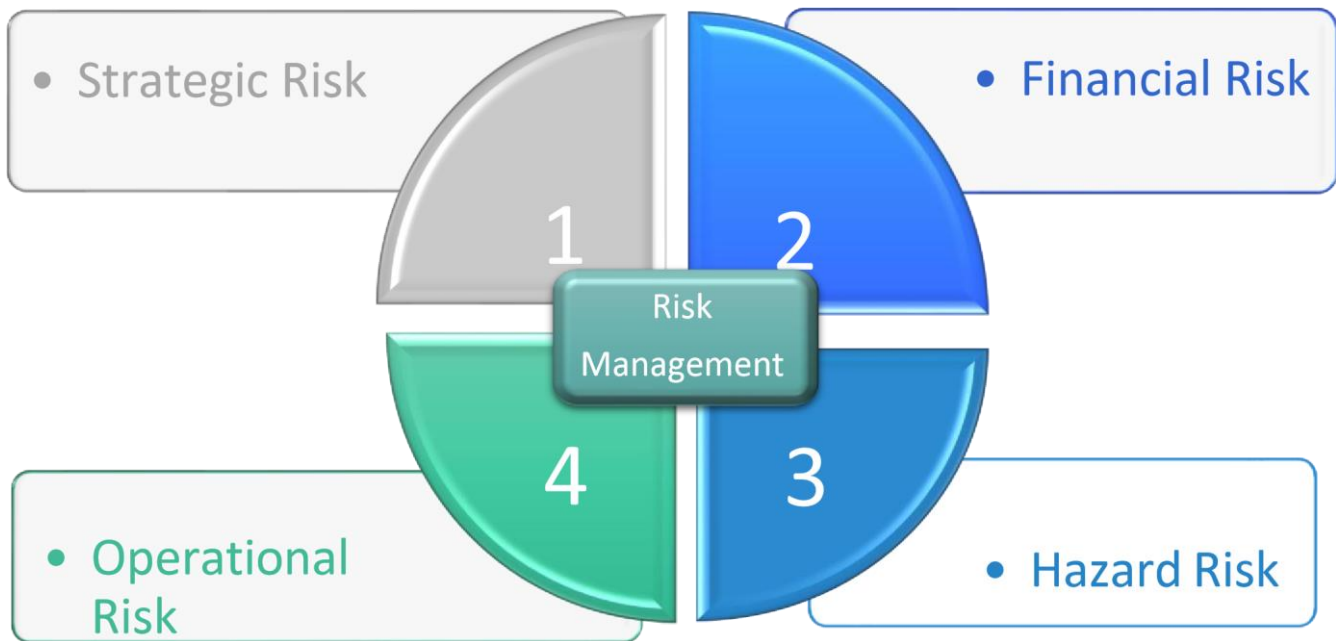 • Strategic Risk
• Financial Risk
1
2
Risk
Management
4
3
• Operational
Risk
• Hazard Risk